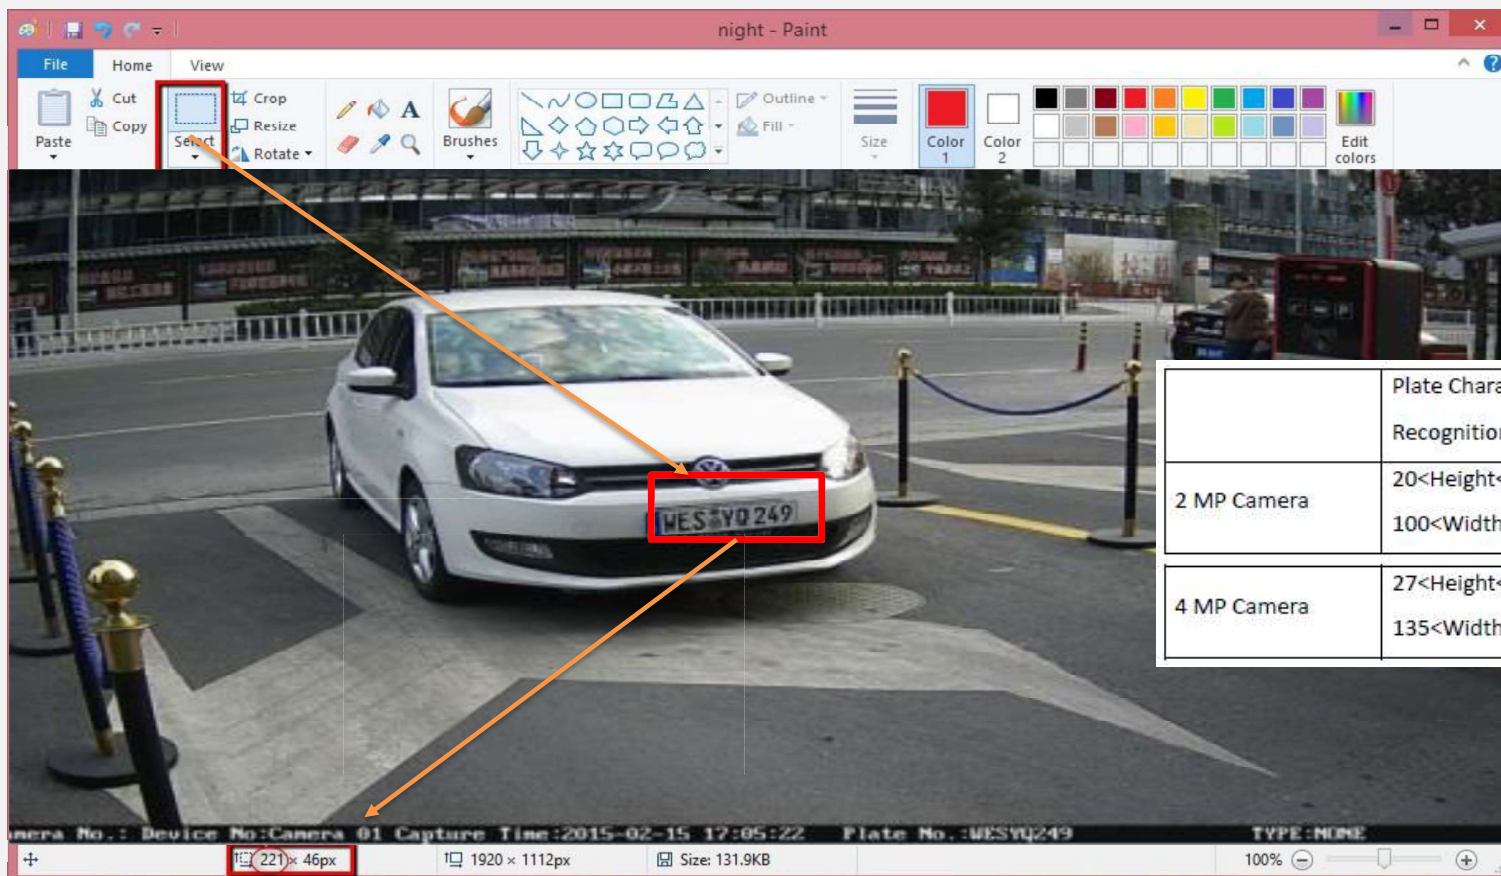 night - Paint
File Home View
Paste
Cut
Copy
Select
Crop
Resize
Rotate
A
Brushes
Outline
Fill
Size
Color 1
Color 2
Edit colors
WES YQ 249
Plate Chara
Recognition
2 MP Camera
20<Height<
100<Width
4 MP Camera
27<Height<
135<Width
mera No.: Device No:Camera 01 Capture Time:2015-02-15 17:05:22 Plate No.:WESYQ249 TYPE:NONE
221 × 46px
1920 × 1112px
Size: 131.9KB
100%